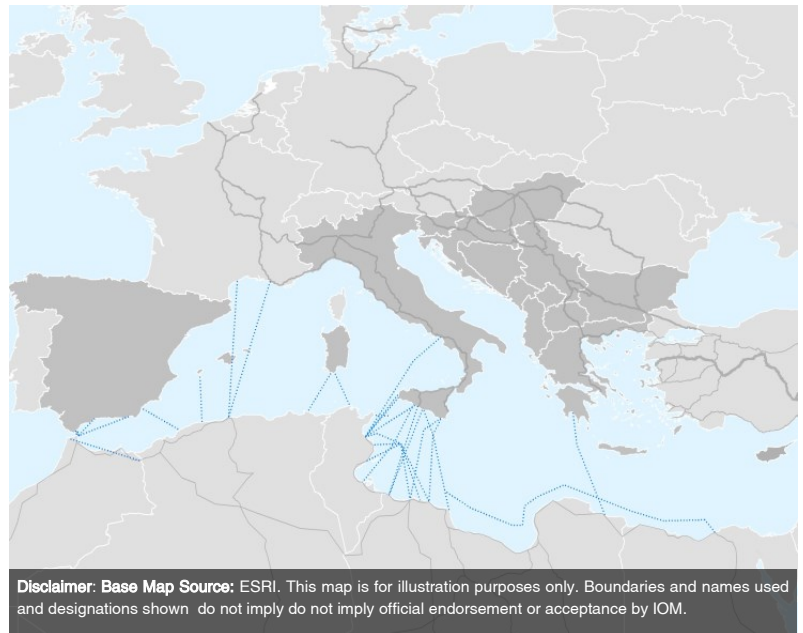 Disclaimer: Base Map Source: ESRI. This map is for illustration purposes only. Boundaries and names used
and designations shown do not imply do not imply official endorsement or acceptance by IOM.